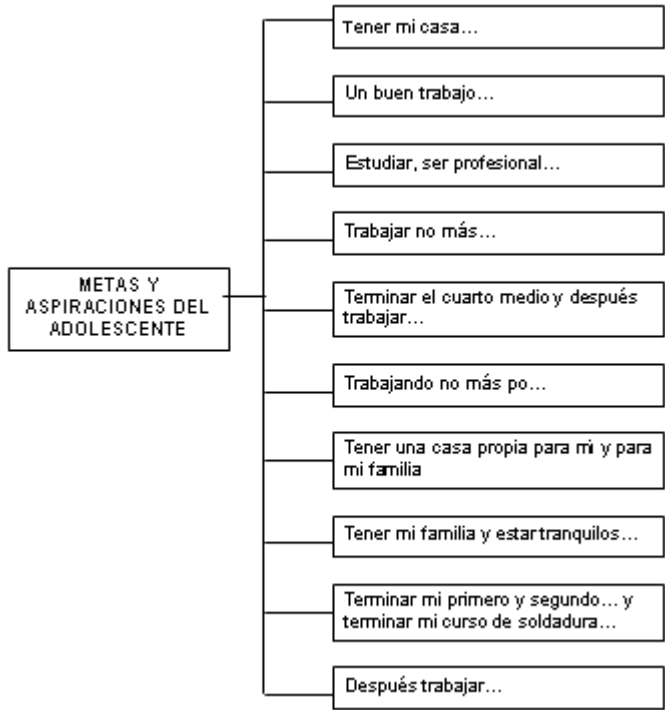 Tener mi casa...
Un buen trabajo...
Estudiar, ser profesional...
Trabajar no más...
METAS Y
ASPIRACIONES DEL
ADOLESCENTE
Terminar el cuarto medio y después
trabajar...
Trabajando no más po...
Tener una casa propia para mi y para
mi familia
Tener mi familia y estar tranquilos...
Terminar mi primero y segundo... y
terminar mi curso de soldadura...
Después trabajar...